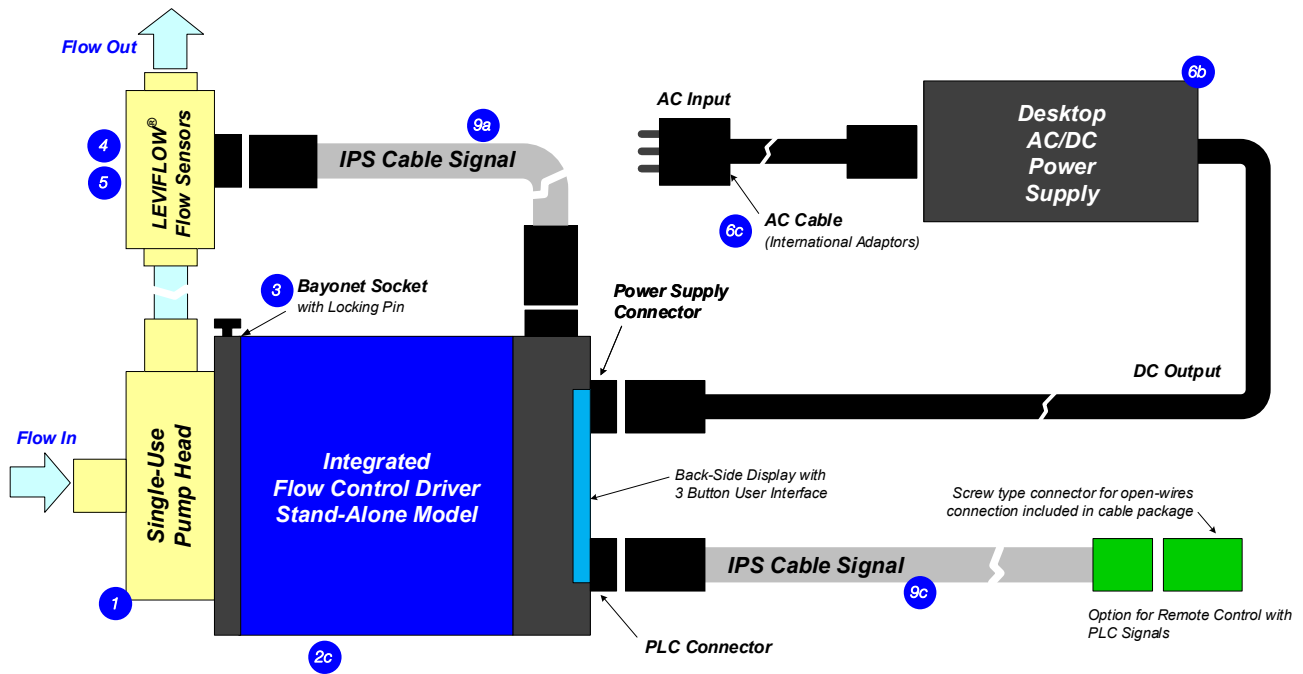 Flow Out
4
5
LEVIFLOW®
Flow Sensors
9a
IPS Cable Signal
AC Input
6b
Desktop
AC/DC
Power
Supply
6c
AC Cable
(International Adaptors)
3
Bayonet Socket
with Locking Pin
Power Supply
Connector
DC Output
Flow In
Single-Use
Pump Head
1
Integrated
Flow Control Driver
Stand-Alone Model
2c
Back-Side Display with
3 Button User Interface
Screw type connector for open-wires
connection included in cable package
IPS Cable Signal
9c
PLC Connector
Option for Remote Control with
PLC Signals